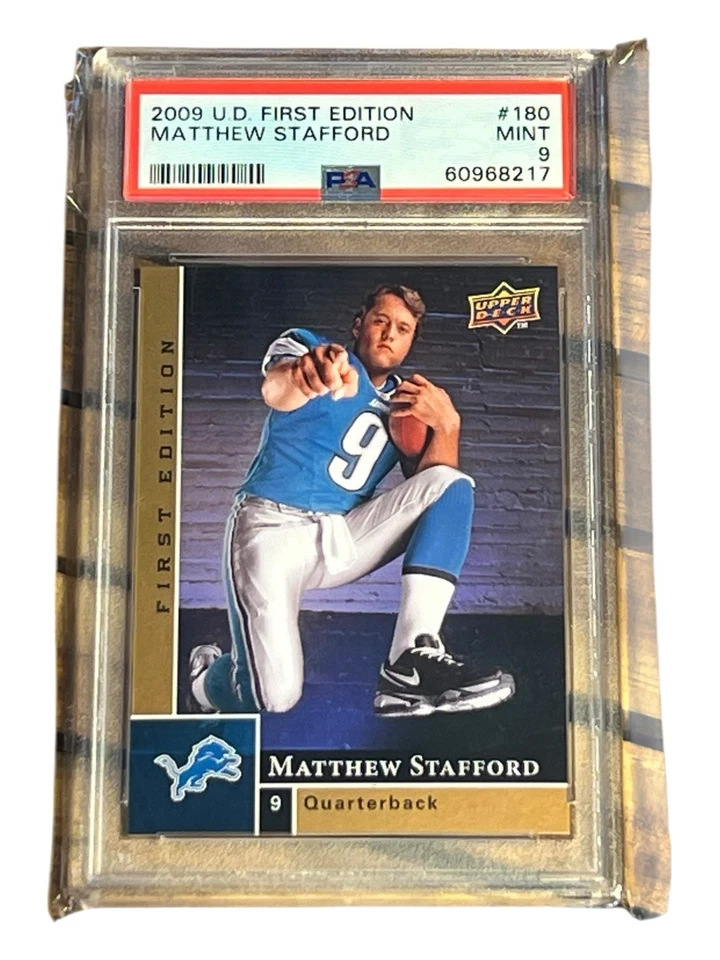 2009 U.D. FIRST EDITION #180
MATTHEW STAFFORD MINT
9
PSA 60968217
UPPER
DECK
TM
FIRST EDITION
9
MATTHEW STAFFORD
9 Quarterback